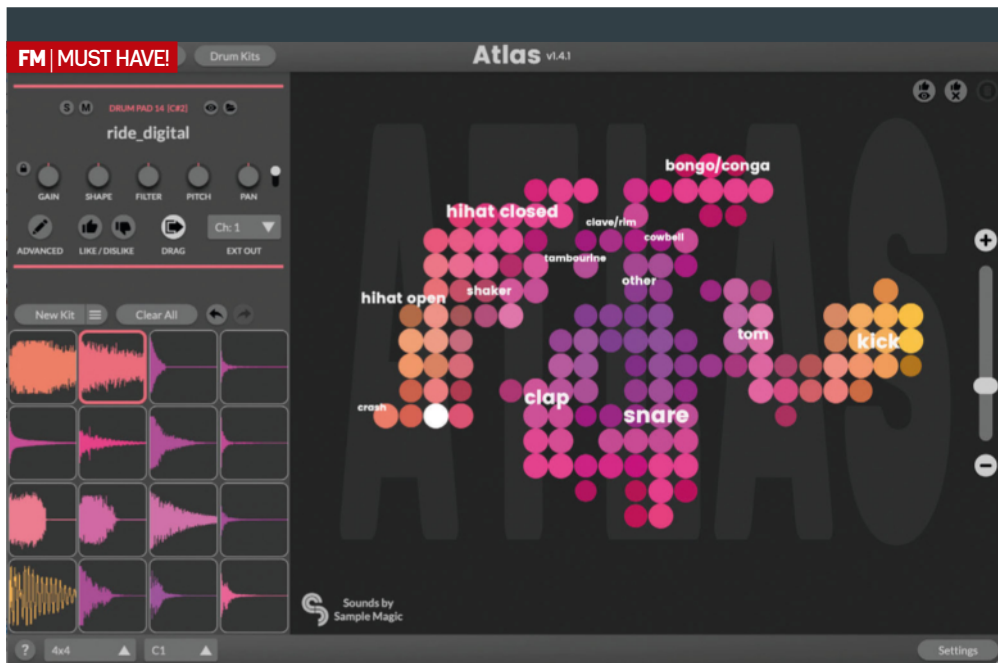 FM | MUST HAVE!
Drum Kits
Atlas v1.4.1
S M DRUM PAD 14 [C#2]
ride_digital
GAIN SHAPE FILTER PITCH PAN
Ch: 1
ADVANCED LIKE / DISLIKE DRAG EXT OUT
New Kit Clear All
ATLAS
bongo/conga
hihat closed
clave/rim
cowbell
tambourine
other
shaker
hihat open
tom
kick
clap
crash
snare
Sounds by
Sample Magic
? 4x4 C1 Settings